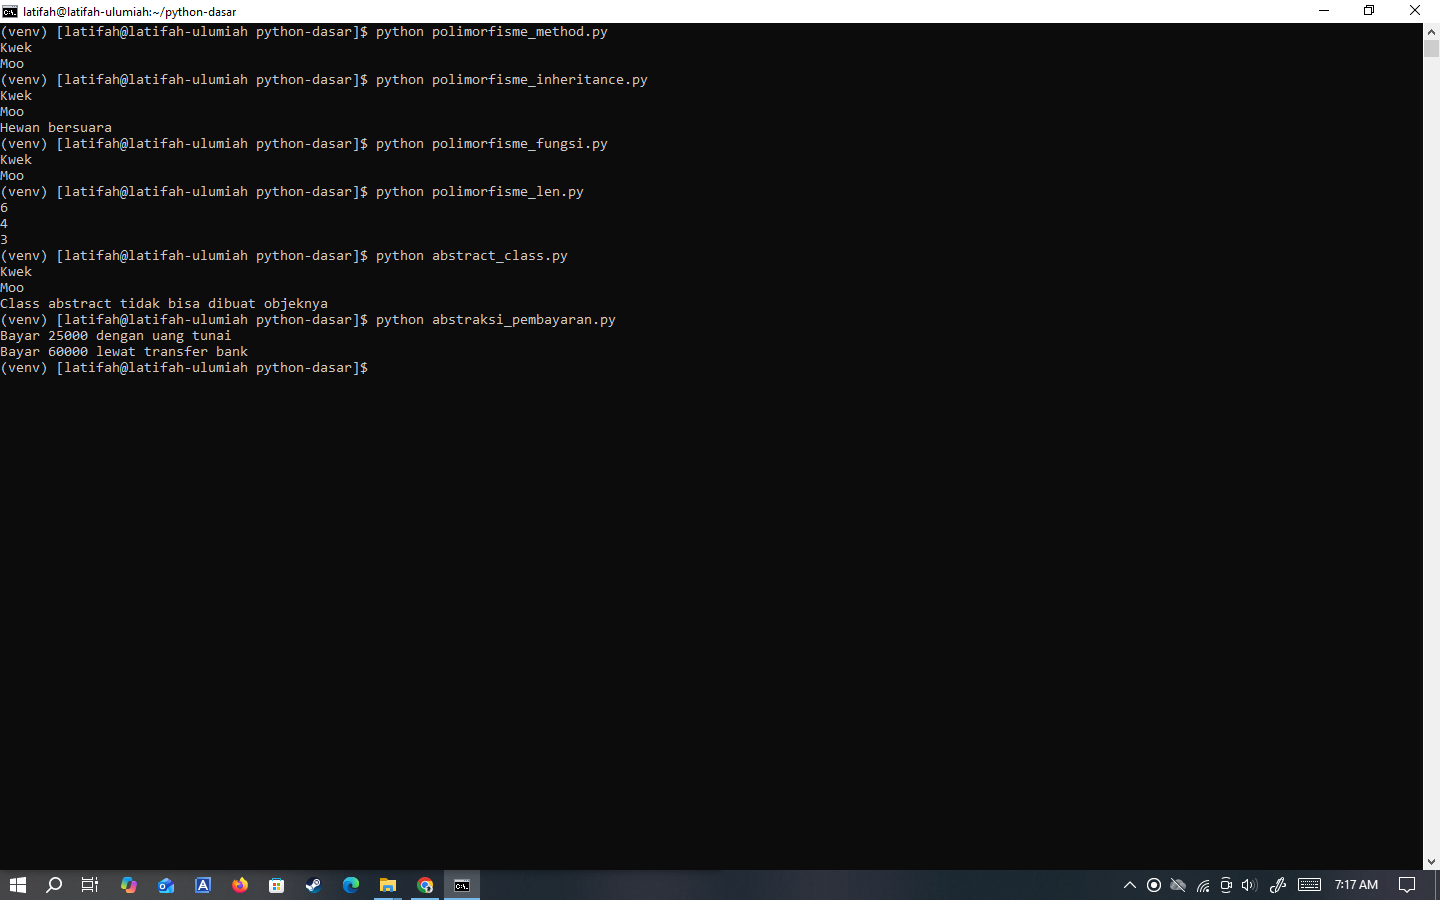 latifah@latifah-ulumiah:~/python-dasar
(venv) [latifah@latifah-ulumiah python-dasar]$ python polimorfisme_method.py
Kwek
Moo
(venv) [latifah@latifah-ulumiah python-dasar]$ python polimorfisme_inheritance.py
Kwek
Moo
Hewan bersuara
(venv) [latifah@latifah-ulumiah python-dasar]$ python polimorfisme_fungsi.py
Kwek
Moo
(venv) [latifah@latifah-ulumiah python-dasar]$ python polimorfisme_len.py
6
4
3
(venv) [latifah@latifah-ulumiah python-dasar]$ python abstract_class.py
Kwek
Moo
Class abstract tidak bisa dibuat objeknya
(venv) [latifah@latifah-ulumiah python-dasar]$ python abstraksi_pembayaran.py
Bayar 25000 dengan uang tunai
Bayar 60000 lewat transfer bank
(venv) [latifah@latifah-ulumiah python-dasar]$
7:17 AM